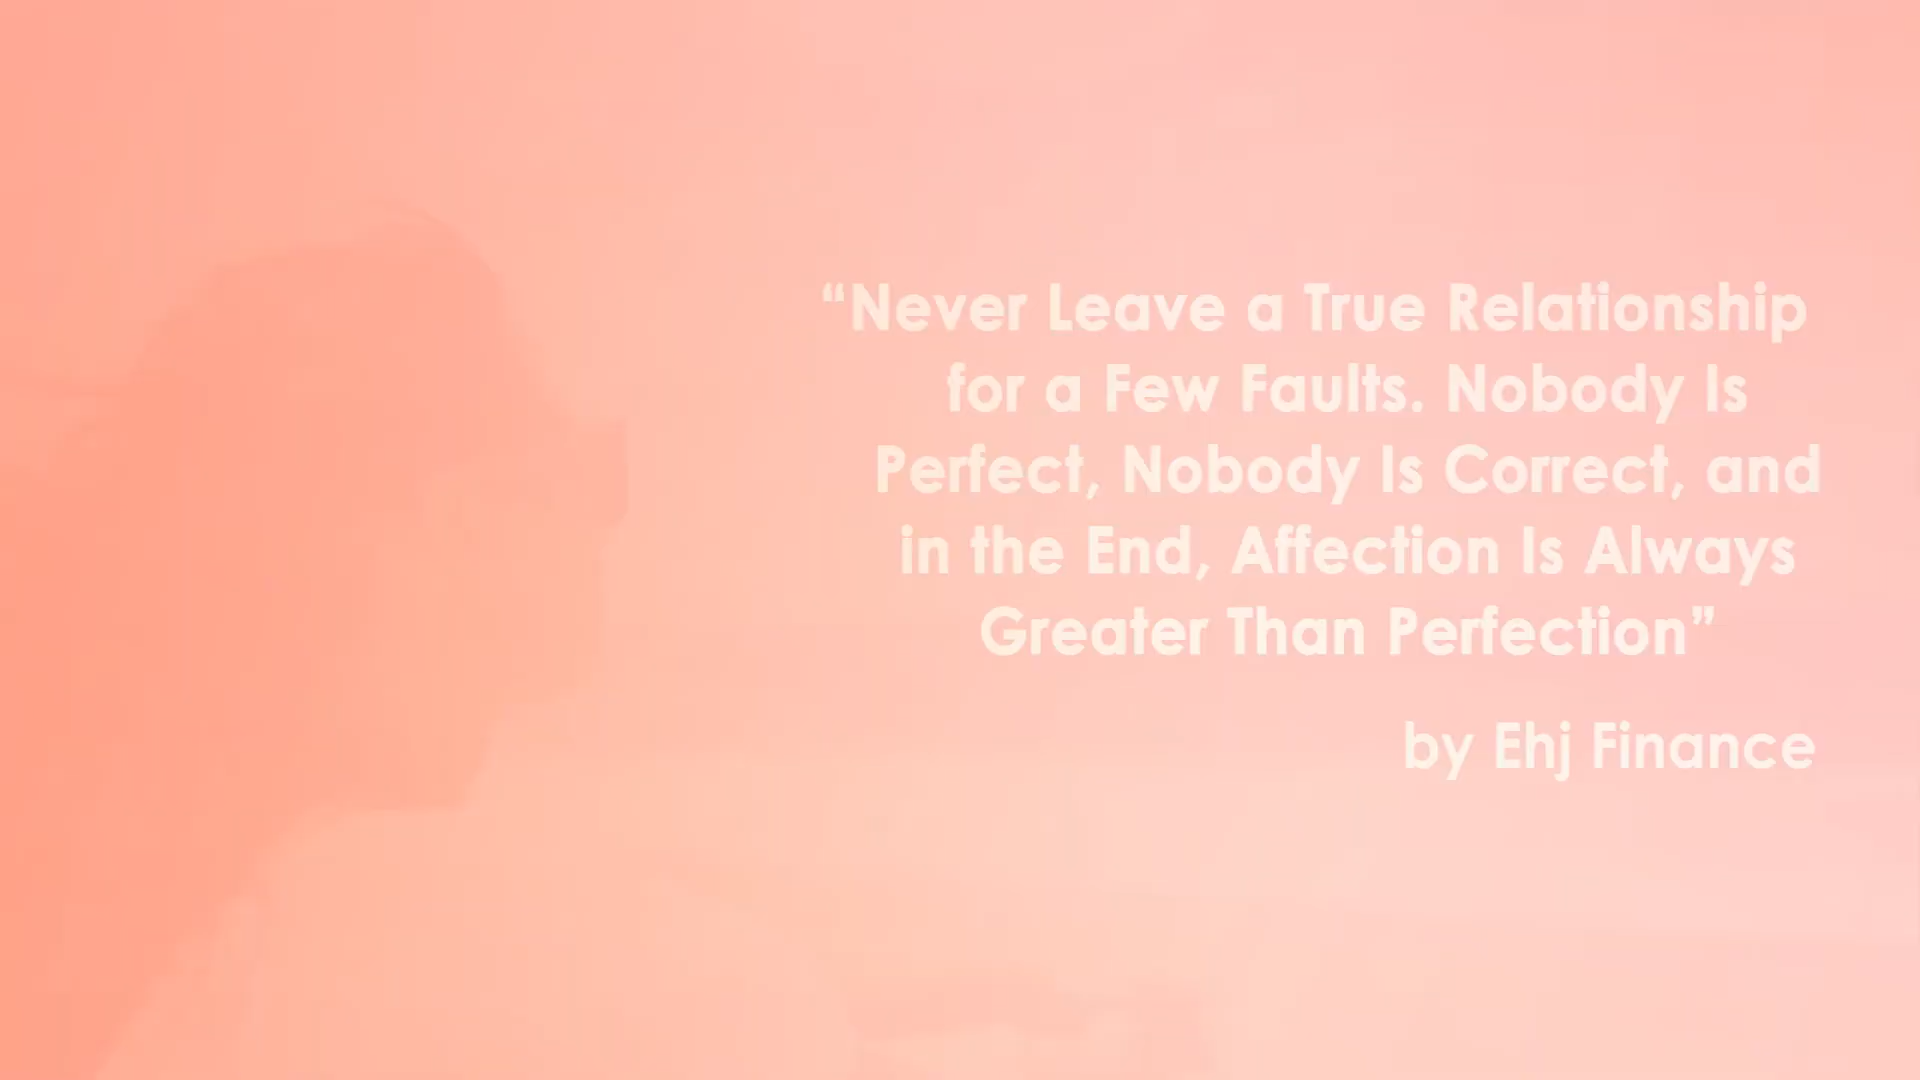 “Never Leave a True Relationship
for a Few Faults. Nobody Is
Perfect, Nobody Is Correct, and
in the End, Affection Is Always
Greater Than Perfection”
by Ehj Finance